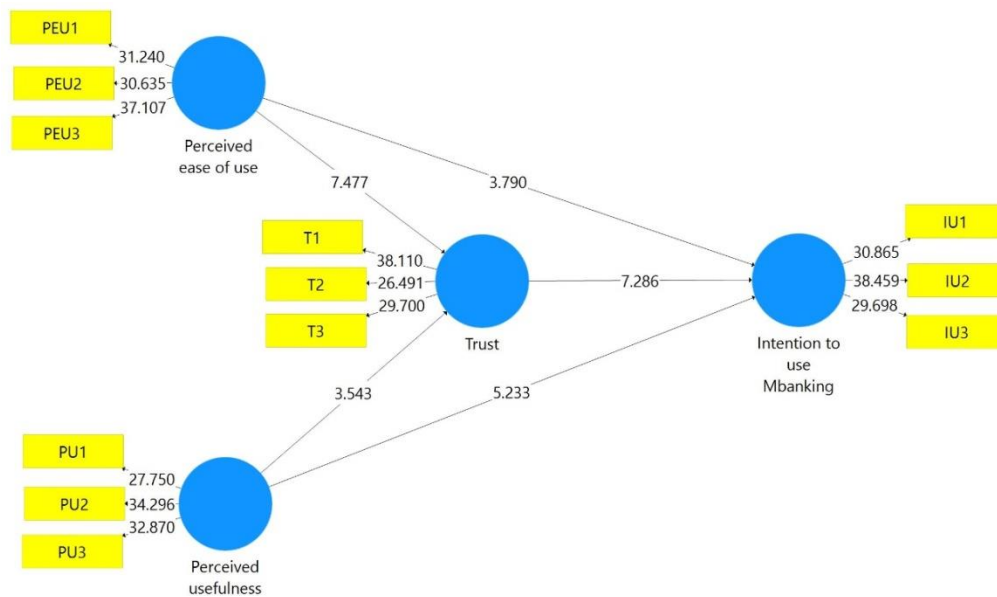 PEU1
31.240
PEU2
30.635
37.107
PEU3
Perceived
ease of use
7.477
3.790
T1
38.110
T2
26.491
29.700
T3
Trust
7.286
IU1
30.865
IU2
38.459
29.698
IU3
Intention to
use
Mbanking
3.543
5.233
PU1
27.750
PU2
34.296
32.870
PU3
Perceived
usefulness